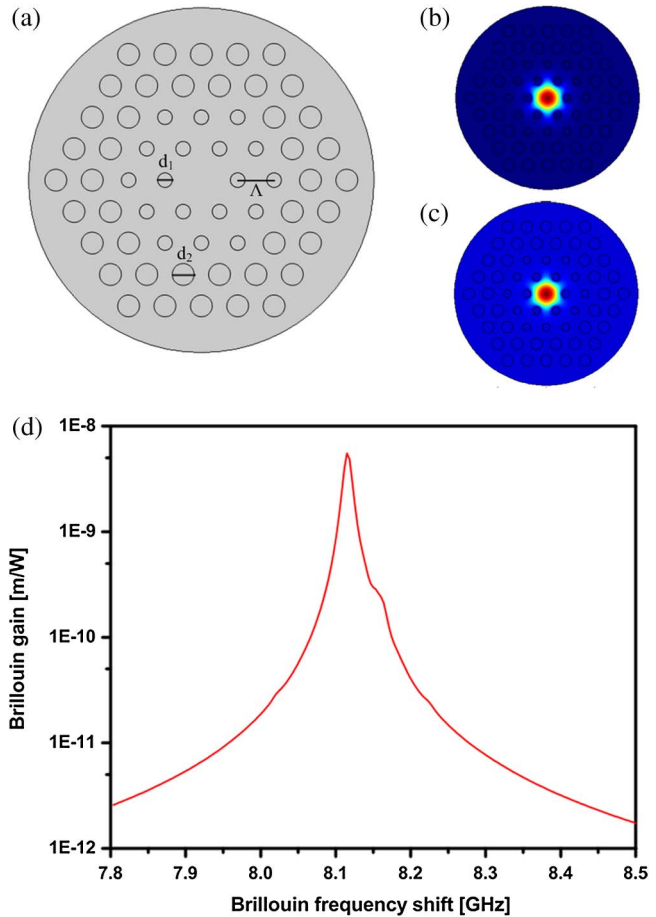 (a)
d1
Λ
d2
(b)
(c)
(d)
1E-8
1E-9
1E-10
1E-11
1E-12
Brillouin gain [m/W]
7.8 7.9 8.0 8.1 8.2 8.3 8.4 8.5
Brillouin frequency shift [GHz]